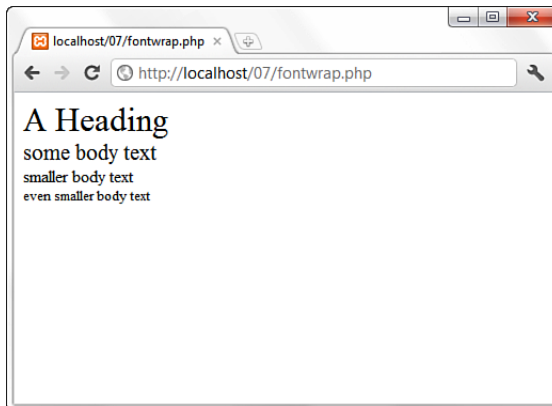 localhost/07/fontwrap.php
http://localhost/07/fontwrap.php
A Heading
some body text
smaller body text
even smaller body text